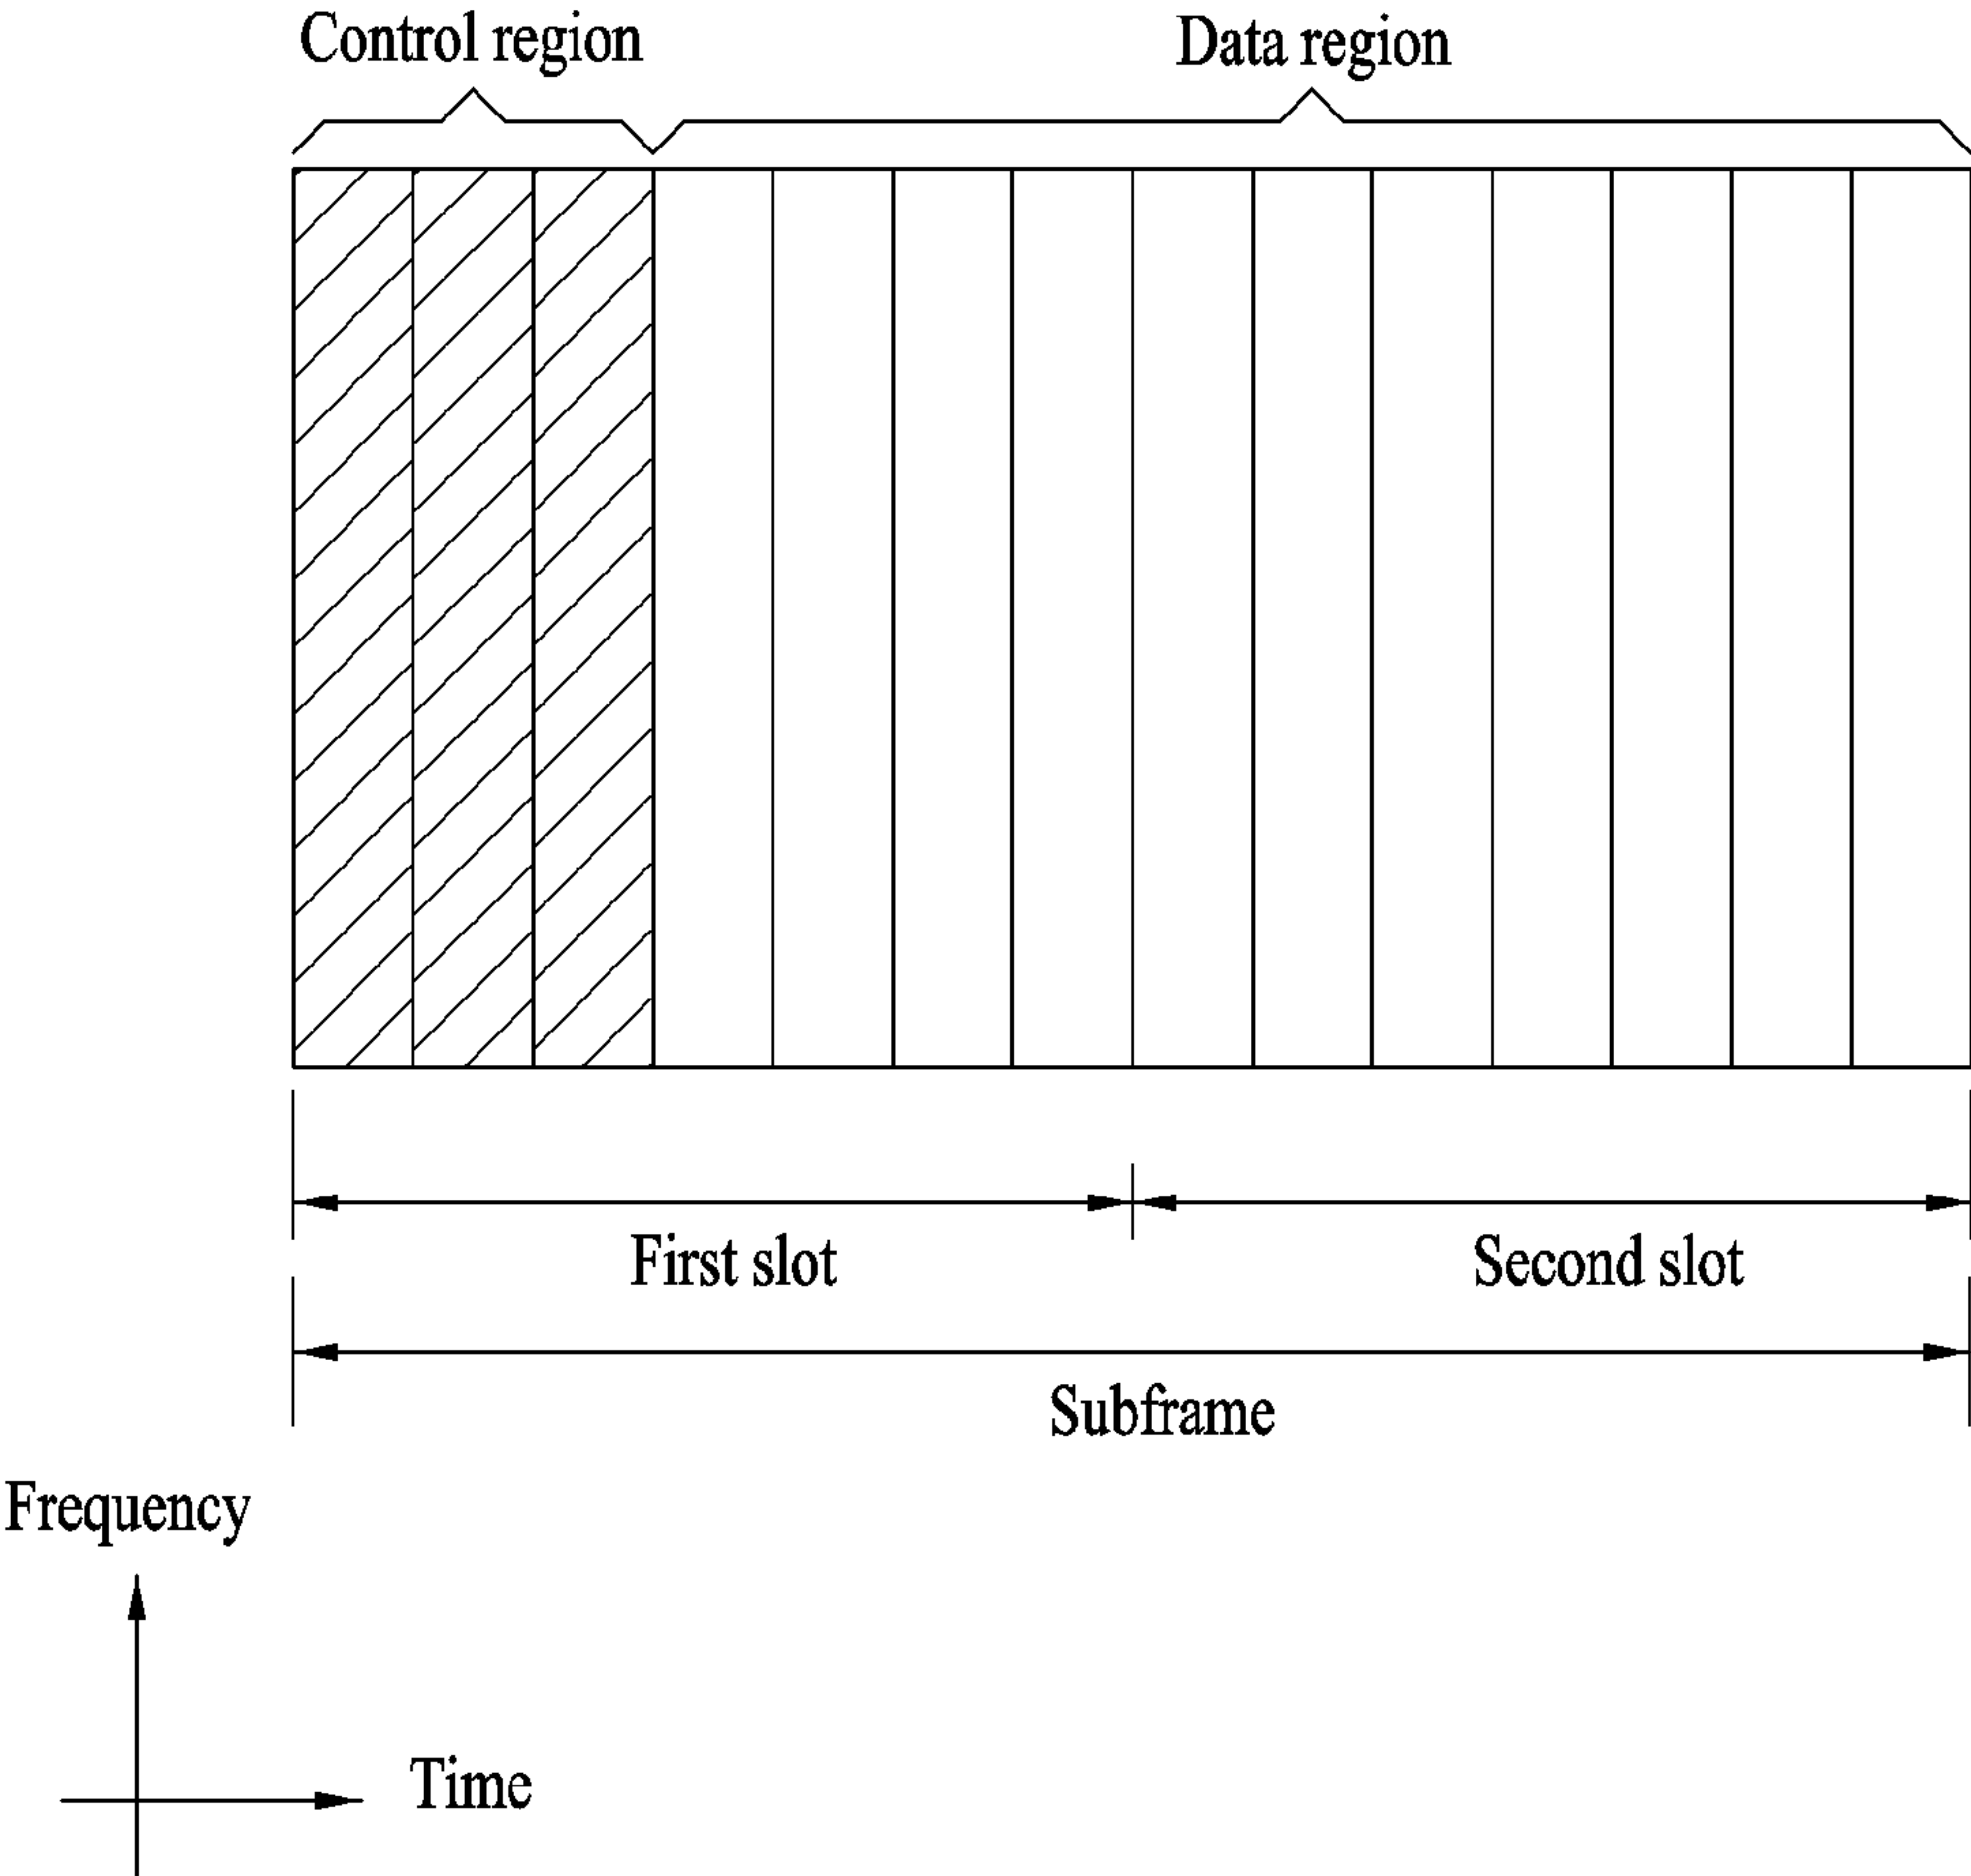 Control region
Data region
First slot
Second slot
Subframe
Frequency
Time